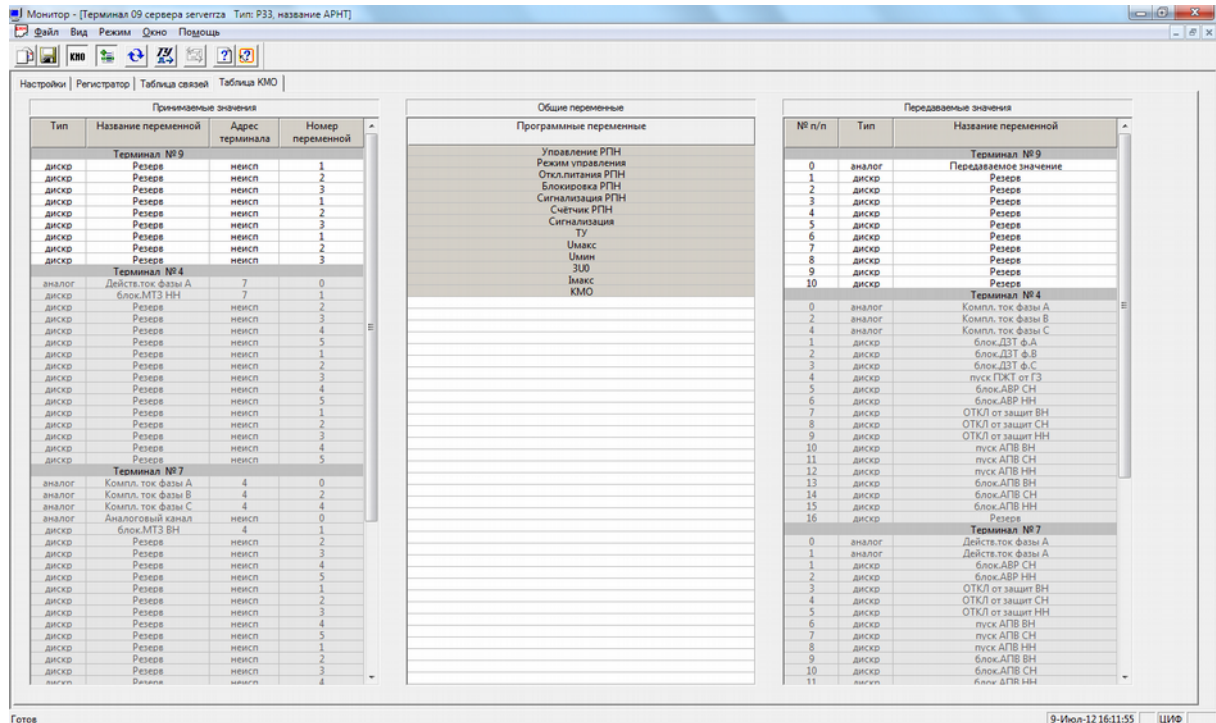 Монитор - [Терминал 09 сервера serverrza Тип: Р33, название АРНТ]
Файл Вид Режим Окно Помощь
КМО ТУ
Настройки Регистратор Таблица связей Таблица КМО
Принимаемые значения
Тип Название переменной Адрес терминала Номер переменной
Терминал №9
дискр Резерв неисп 1
дискр Резерв неисп 2
дискр Резерв неисп 3
дискр Резерв неисп 1
дискр Резерв неисп 2
дискр Резерв неисп 3
дискр Резерв неисп 1
дискр Резерв неисп 2
дискр Резерв неисп 3
Терминал №4
аналог Действ.ток фазы А 7 0
дискр блок.МТЗ НН 7 1
дискр Резерв неисп 2
дискр Резерв неисп 3
дискр Резерв неисп 4
дискр Резерв неисп 5
дискр Резерв неисп 1
дискр Резерв неисп 2
дискр Резерв неисп 3
дискр Резерв неисп 4
дискр Резерв неисп 5
дискр Резерв неисп 1
дискр Резерв неисп 2
дискр Резерв неисп 3
дискр Резерв неисп 4
дискр Резерв неисп 5
Терминал №7
аналог Компл. ток фазы А 4 0
аналог Компл. ток фазы В 4 2
аналог Компл. ток фазы С 4 4
аналог Аналоговый канал неисп 0
дискр блок.МТЗ ВН 4 1
дискр Резерв неисп 2
дискр Резерв неисп 3
дискр Резерв неисп 4
дискр Резерв неисп 5
дискр Резерв неисп 1
дискр Резерв неисп 2
дискр Резерв неисп 3
дискр Резерв неисп 4
дискр Резерв неисп 5
дискр Резерв неисп 1
дискр Резерв неисп 2
дискр Резерв неисп 3
дискр Резерв неисп 4
Общие переменные
Программные переменные
Управление РПН
Режим управления
Откл.питания РПН
Блокировка РПН
Сигнализация РПН
Счётчик РПН
Сигнализация
ТУ
Uмакс
Uмин
3U0
Iмакс
КМО
Передаваемые значения
№ п/п Тип Название переменной
Терминал №9
0 аналог Передаваемое значение
1 дискр Резерв
2 дискр Резерв
3 дискр Резерв
4 дискр Резерв
5 дискр Резерв
6 дискр Резерв
7 дискр Резерв
8 дискр Резерв
9 дискр Резерв
10 дискр Резерв
Терминал №4
0 аналог Компл. ток фазы А
2 аналог Компл. ток фазы В
4 аналог Компл. ток фазы С
1 дискр блок.ДЗТ ф.А
2 дискр блок.ДЗТ ф.В
3 дискр блок.ДЗТ ф.С
4 дискр пуск ПЖТ от ГЗ
5 дискр блок.АВР СН
6 дискр блок.АВР НН
7 дискр ОТКЛ от защит ВН
8 дискр ОТКЛ от защит СН
9 дискр ОТКЛ от защит НН
10 дискр пуск АПВ ВН
11 дискр пуск АПВ СН
12 дискр пуск АПВ НН
13 дискр блок.АПВ ВН
14 дискр блок.АПВ СН
15 дискр блок.АПВ НН
16 дискр Резерв
Терминал №7
0 аналог Действ.ток фазы А
1 аналог Действ.ток фазы А
1 дискр блок.АВР СН
2 дискр блок.АВР НН
3 дискр ОТКЛ от защит ВН
4 дискр ОТКЛ от защит СН
5 дискр ОТКЛ от защит НН
6 дискр пуск АПВ ВН
7 дискр пуск АПВ СН
8 дискр пуск АПВ НН
9 дискр блок.АПВ ВН
10 дискр блок.АПВ СН
11 дискр блок.АПВ НН
Готов
9-Июл-12 16:11:55 ЦИФ